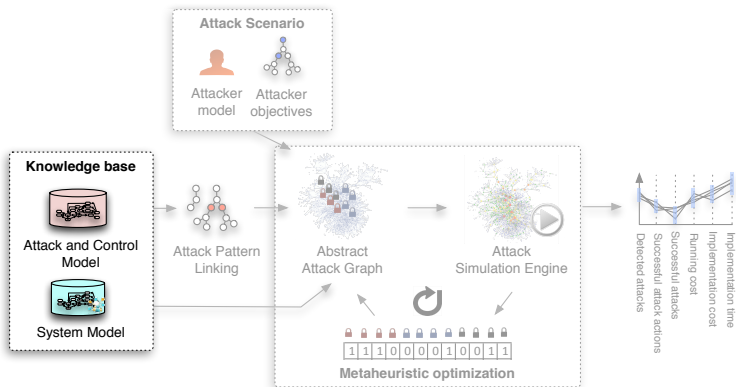 Attack Scenario
Attacker
model
Attacker
objectives
Knowledge base
Attack and Control
Model
System Model
Attack Pattern
Linking
Abstract
Attack Graph
Attack
Simulation Engine
1 1 1 0 0 0 0 1 0 0 1 1
Metaheuristic optimization
Detected attacks
Successful attack actions
Successful attacks
Running cost
Implementation cost
Implementation time